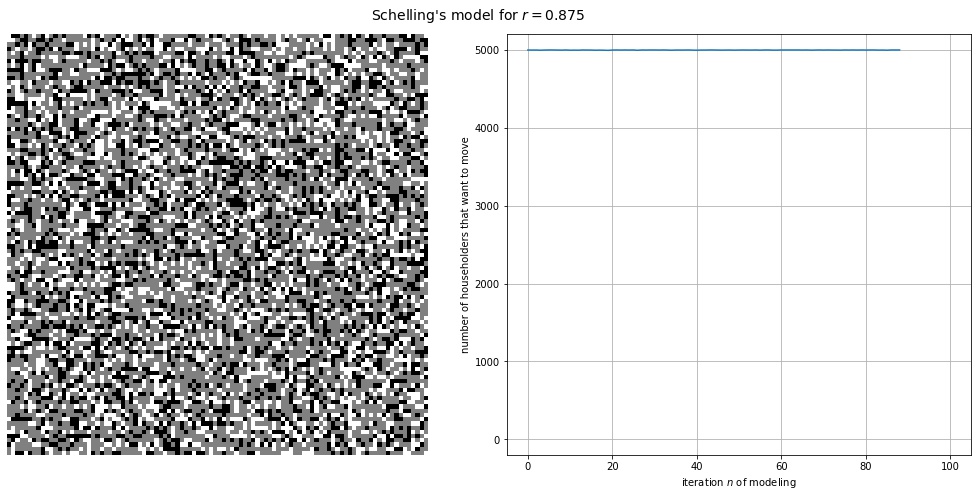 Schelling's model for r = 0.875
5000
4000
3000
2000
1000
0
number of householders that want to move
0 20 40 60 80 100
iteration n of modeling